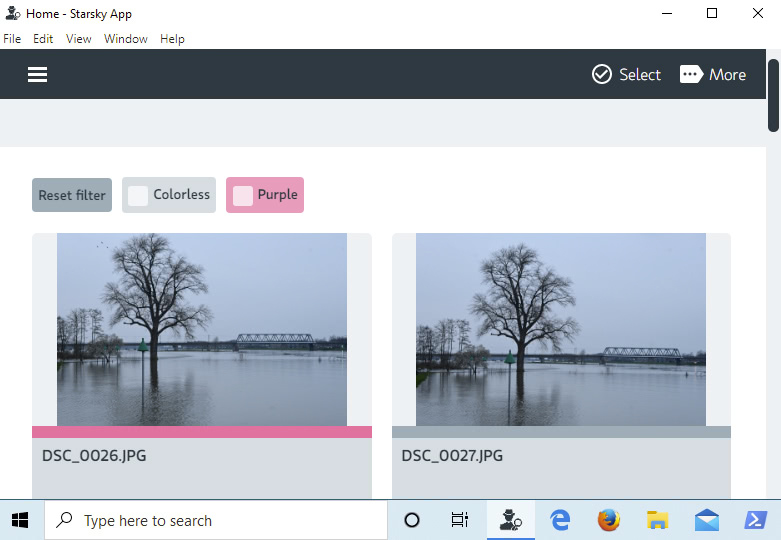 Home - Starsky App
File Edit View Window Help
Select More
Reset filter Colorless Purple
DSC_0026.JPG DSC_0027.JPG
Type here to search